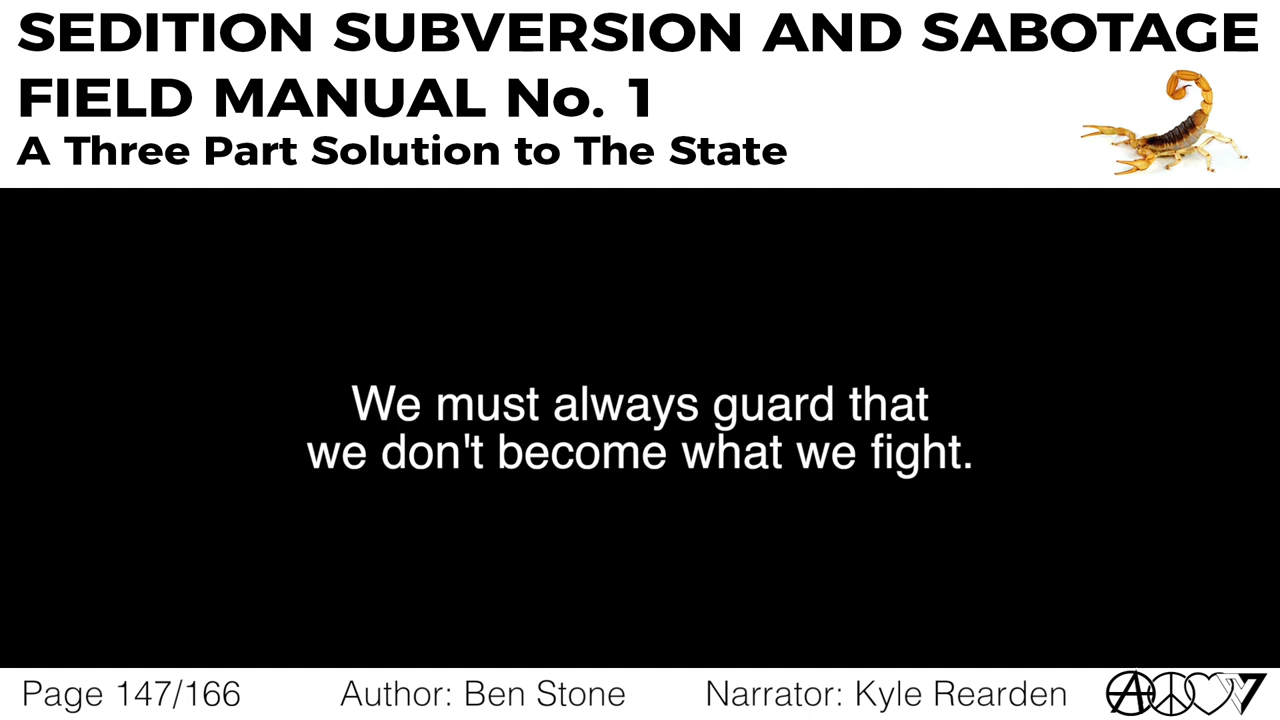 SEDITION SUBVERSION AND SABOTAGE
FIELD MANUAL No. 1
A Three Part Solution to The State
We must always guard that
we don't become what we fight.
Page 147/166 Author: Ben Stone Narrator: Kyle Rearden